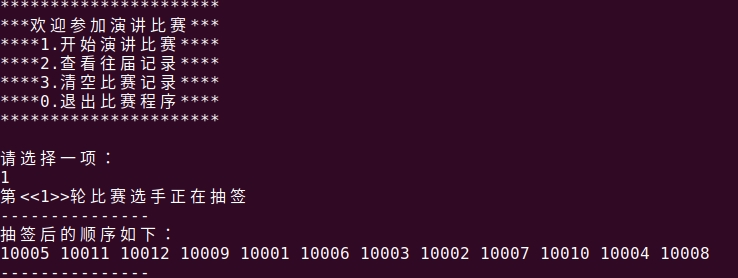 **********************
***欢迎参加演讲比赛***
****1.开始演讲比赛****
****2.查看往届记录****
****3.清空比赛记录****
****0.退出比赛程序****
**********************
请选择一项：
1
第<<1>>轮比赛选手正在抽签
---------------
抽签后的顺序如下：
10005 10011 10012 10009 10001 10006 10003 10002 10007 10010 10004 10008
---------------